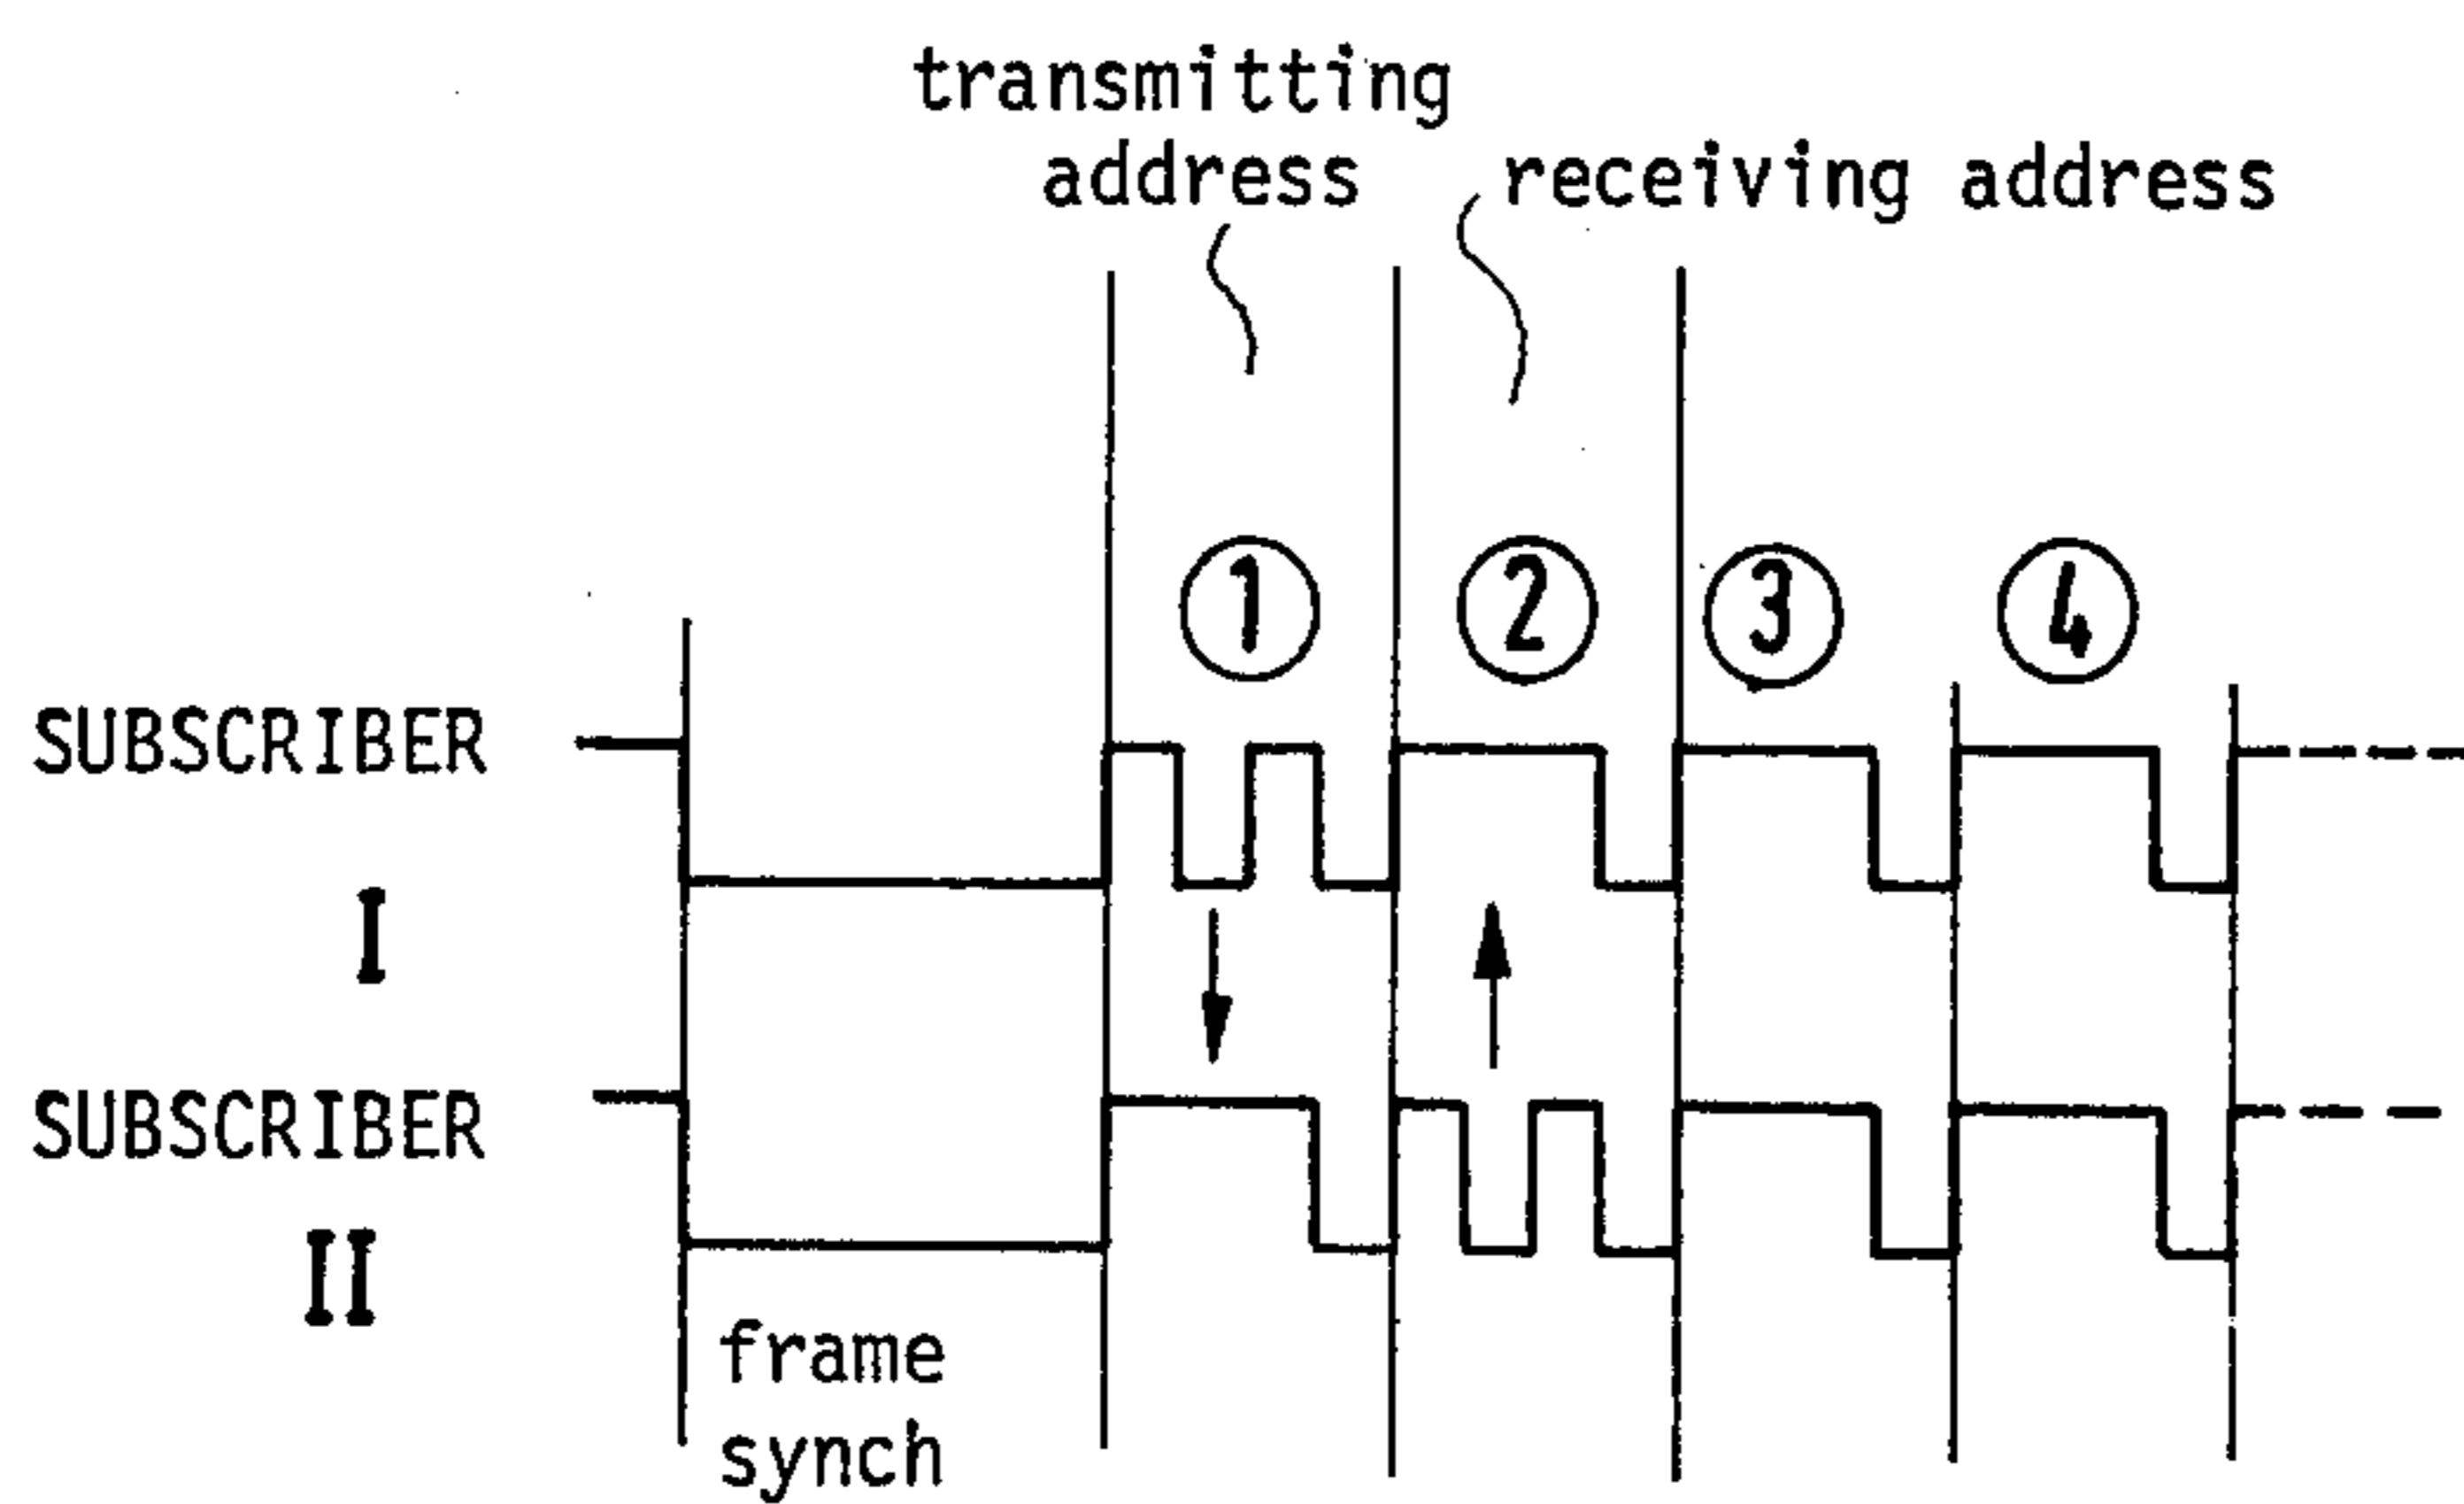 transmitting
address
receiving address
1 2 3 4
SUBSCRIBER
I
SUBSCRIBER
II
frame
synch